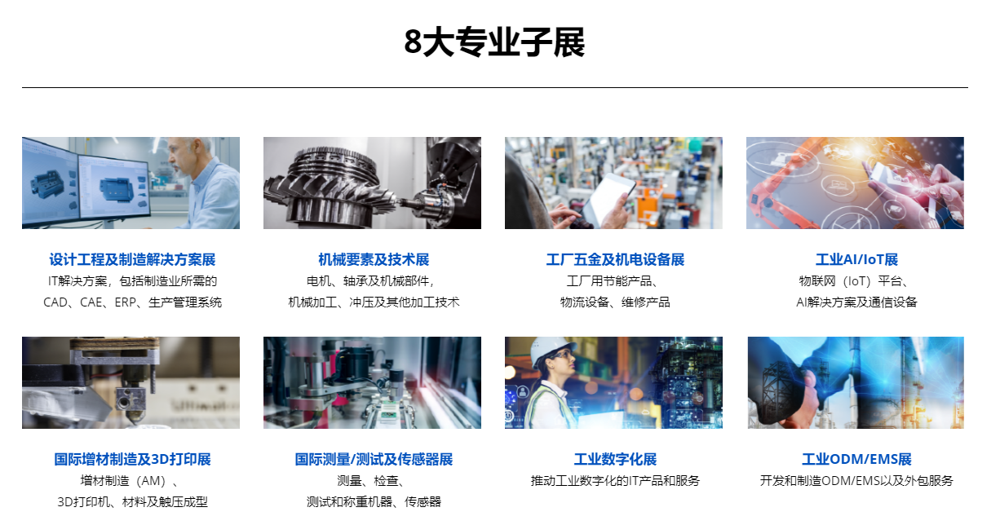 8大专业子展
设计工程及制造解决方案展
IT解决方案，包括制造业所需的
CAD、CAE、ERP、生产管理系统
机械要素及技术展
电机、轴承及机械部件，
机械加工、冲压及其他加工技术
工厂五金及机电设备展
工厂用节能产品、
物流设备、维修产品
工业AI/IoT展
物联网（IoT）平台、
AI解决方案及通信设备
国际增材制造及3D打印展
增材制造（AM）、
3D打印机、材料及触压成型
国际测量/测试及传感器展
测量、检查、
测试和称重机器、传感器
工业数字化展
推动工业数字化的IT产品和服务
工业ODM/EMS展
开发和制造ODM/EMS以及外包服务